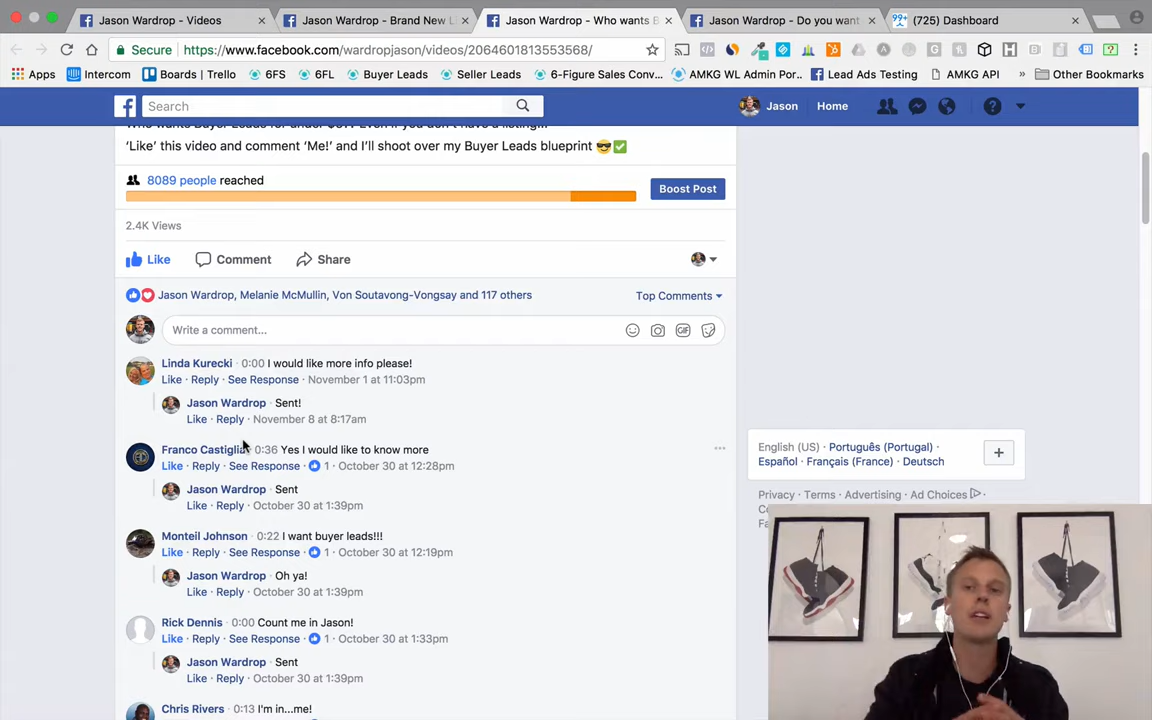 Jason Wardrop - Videos
Jason Wardrop - Brand New L
Jason Wardrop - Who wants B
Jason Wardrop - Do you want
99+
(725) Dashboard
Secure
https://www.facebook.com/wardropjason/videos/2064601813553568/
Apps
Intercom
Boards | Trello
6FS
6FL
Buyer Leads
Seller Leads
6-Figure Sales Conv...
AMKG WL Admin Por..
Lead Ads Testing
AMKG API
»
Other Bookmarks
Search
Jason
Home
'Like' this video and comment 'Me!' and I'll shoot over my Buyer Leads blueprint 😎✅
8089 people reached
Boost Post
2.4K Views
Like
Comment
Share
Jason Wardrop, Melanie McMullin, Von Soutavong-Vongsay and 117 others
Top Comments
Write a comment...
GIF
Linda Kurecki · 0:00 I would like more info please!
Like · Reply · See Response · November 1 at 11:03pm
Jason Wardrop · Sent!
Like · Reply · November 8 at 8:17am
Franco Castiglia · 0:36 Yes I would like to know more
Like · Reply · See Response · 1 · October 30 at 12:28pm
Jason Wardrop · Sent
Like · Reply · October 30 at 1:39pm
Monteil Johnson · 0:22 I want buyer leads!!!
Like · Reply · See Response · 1 · October 30 at 12:19pm
Jason Wardrop · Oh ya!
Like · Reply · October 30 at 1:39pm
Rick Dennis · 0:00 Count me in Jason!
Like · Reply · See Response · 1 · October 30 at 1:33pm
Jason Wardrop · Sent
Like · Reply · October 30 at 1:39pm
Chris Rivers · 0:13 I'm in...me!
English (US) · Português (Portugal) ·
Español · Français (France) · Deutsch
Privacy · Terms · Advertising · Ad Choices ·